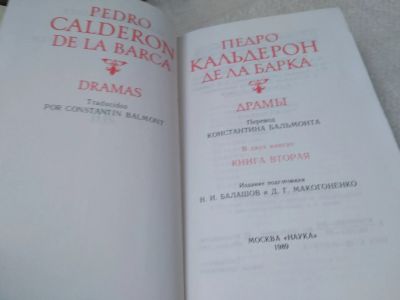 PEDRO
CALDERON
DE LA BARCA
DRAMAS
Traducidos
POR CONSTANTIN BALMONT
ПЕДРО
КАЛЬДЕРОН
ДЕ ЛА БАРКА
ДРАМЫ
Перевод
КОНСТАНТИНА БАЛЬМОНТА
В двух книгах
КНИГА ВТОРАЯ
Издание подготовили
Н. И. БАЛАШОВ и Д. Г. МАКОГОНЕНКО
МОСКВА «НАУКА»
1989